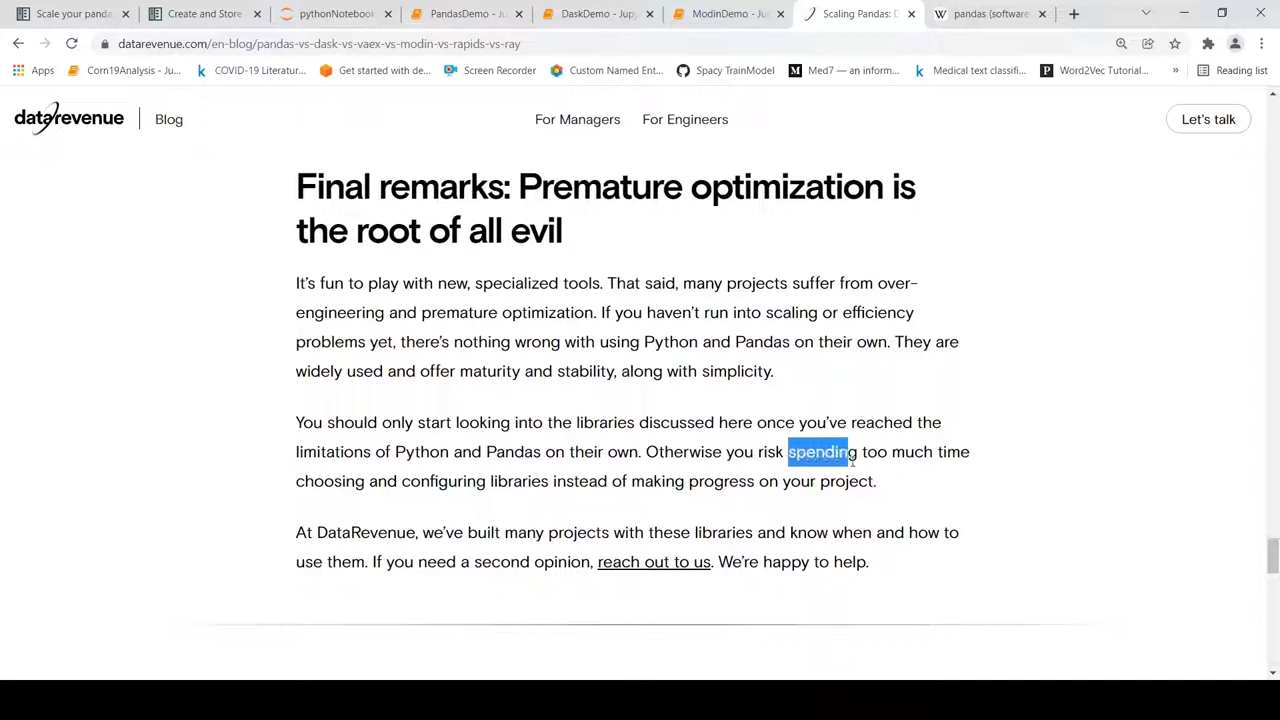 Scale your panda
Create and Store
pythonNotebook
PandasDemo - Jupyt
DaskDemo - Jupyt
ModinDemo - Jupyt
Scaling Pandas: D
pandas (software
datarevenue.com/en-blog/pandas-vs-dask-vs-vaex-vs-modin-vs-rapids-vs-ray
Apps
Corn19Analysis - Ju...
COVID-19 Literatur...
Get started with de...
Screen Recorder
Custom Named Ent...
Spacy TrainModel
Med7 — an inform...
Medical text classifi...
Word2Vec Tutorial...
»
Reading list
datarevenue
Blog
For Managers
For Engineers
Let's talk
Final remarks: Premature optimization is
the root of all evil
It's fun to play with new, specialized tools. That said, many projects suffer from over-
engineering and premature optimization. If you haven't run into scaling or efficiency
problems yet, there's nothing wrong with using Python and Pandas on their own. They are
widely used and offer maturity and stability, along with simplicity.
You should only start looking into the libraries discussed here once you've reached the
limitations of Python and Pandas on their own. Otherwise you risk spending too much time
choosing and configuring libraries instead of making progress on your project.
At DataRevenue, we've built many projects with these libraries and know when and how to
use them. If you need a second opinion, reach out to us. We're happy to help.